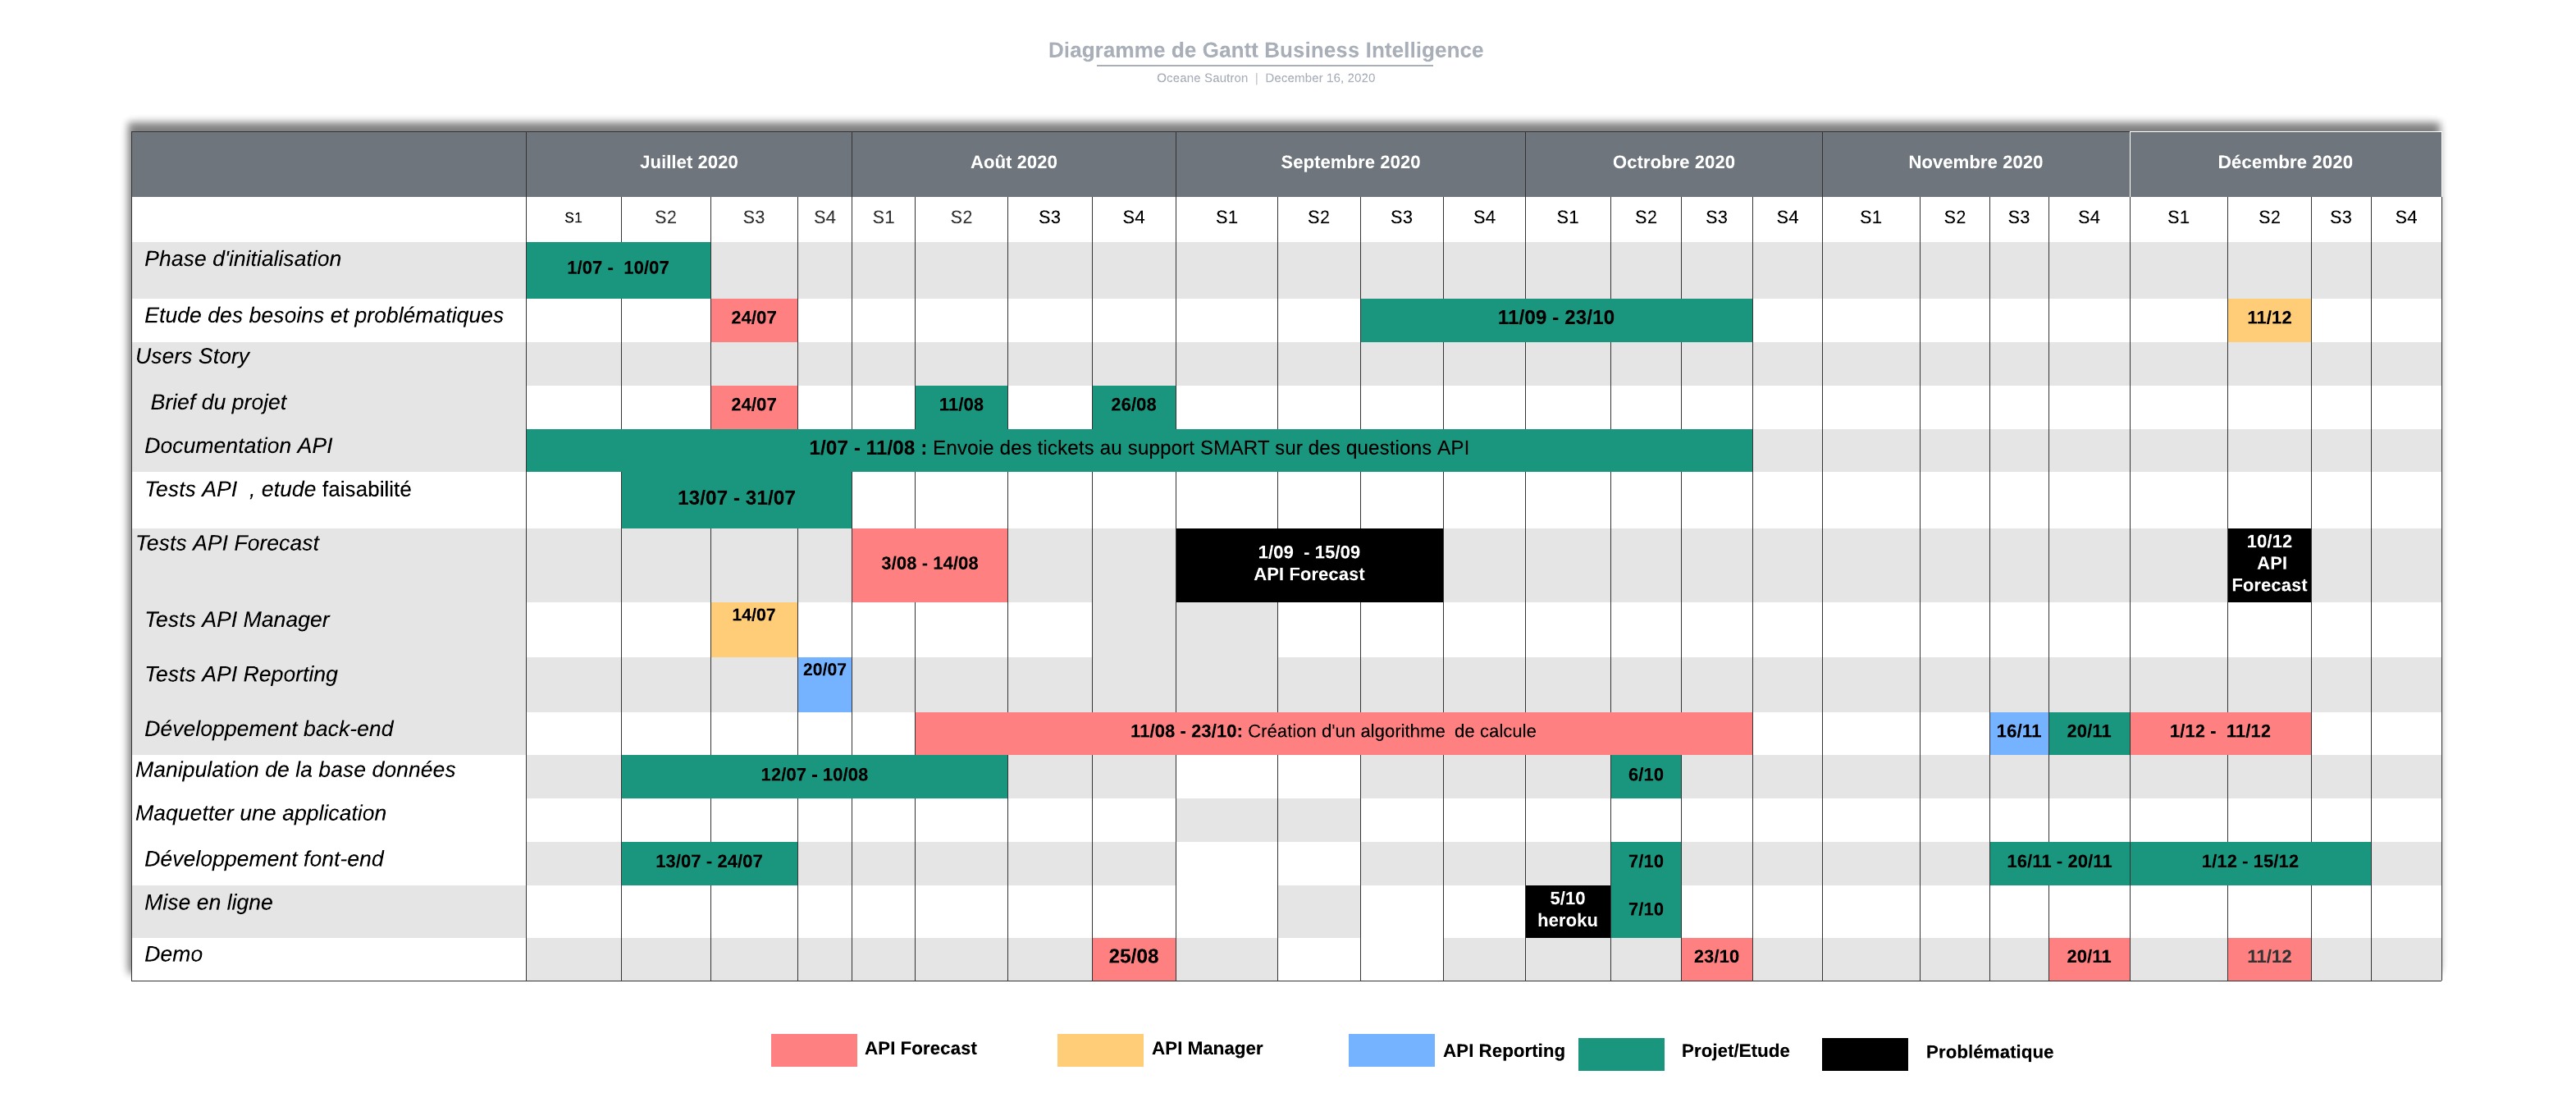 Diagramme de Gantt Business Intelligence
Oceane Sautron | December 16, 2020
Juillet 2020 Août 2020 Septembre 2020 Octrobre 2020 Novembre 2020 Décembre 2020
S1 S2 S3 S4 S1 S2 S3 S4 S1 S2 S3 S4 S1 S2 S3 S4 S1 S2 S3 S4 S1 S2 S3 S4
Phase d'initialisation 1/07 - 10/07
Etude des besoins et problématiques 24/07 11/09 - 23/10 11/12
Users Story
Brief du projet 24/07 11/08 26/08
Documentation API 1/07 - 11/08 : Envoie des tickets au support SMART sur des questions API
Tests API , etude faisabilité 13/07 - 31/07
Tests API Forecast 3/08 - 14/08 1/09 - 15/09
API Forecast
10/12
API
Forecast
Tests API Manager 14/07
Tests API Reporting 20/07
Développement back-end 11/08 - 23/10: Création d'un algorithme de calcule 16/11 20/11 1/12 - 11/12
Manipulation de la base données 12/07 - 10/08 6/10
Maquetter une application
Développement font-end 13/07 - 24/07 7/10 16/11 - 20/11 1/12 - 15/12
Mise en ligne 5/10
heroku
7/10
Demo 25/08 23/10 20/11 11/12
API Forecast API Manager API Reporting Projet/Etude Problématique